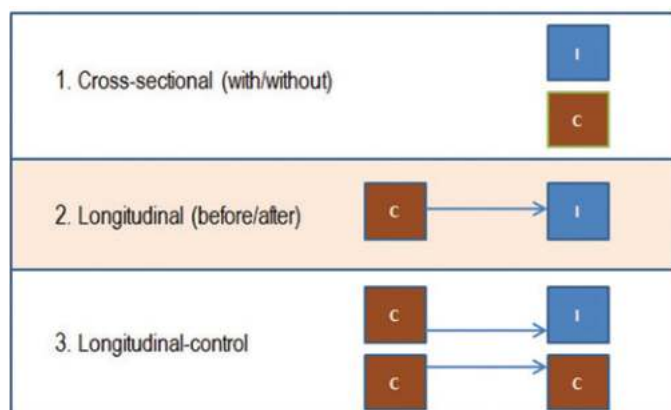 1. Cross-sectional (with/without)
I
C
2. Longitudinal (before/after)
C
I
3. Longitudinal-control
C
I
C
C